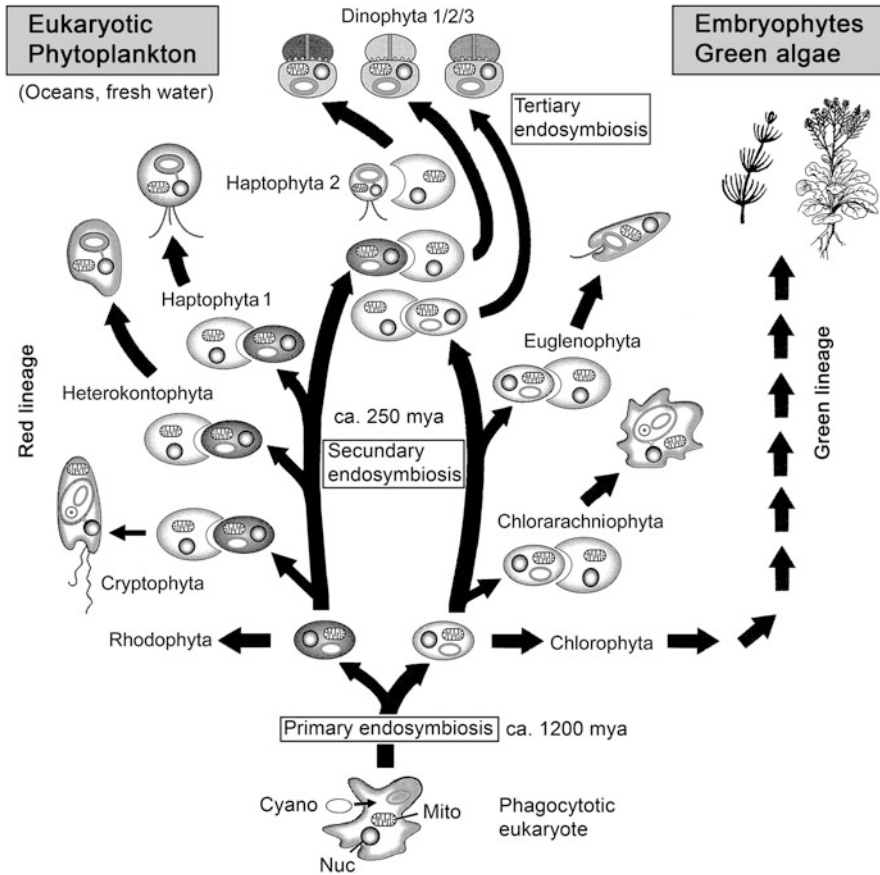 Eukaryotic
Phytoplankton
(Oceans, fresh water)
Dinophyta 1/2/3
Embryophytes
Green algae
Tertiary
endosymbiosis
Haptophyta 2
Haptophyta 1
Euglenophyta
Red lineage
Heterokontophyta
ca. 250 mya
Secundary
endosymbiosis
Green lineage
Chlorarachniophyta
Cryptophyta
Rhodophyta
Chlorophyta
Primary endosymbiosis
ca. 1200 mya
Cyano
Mito
Nuc
Phagocytotic
eukaryote